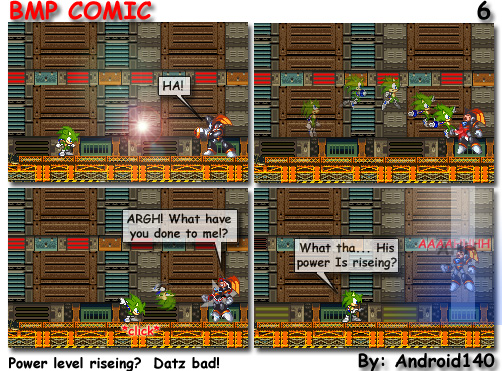 BMP COMIC
6
HA!
ARGH! What have
you done to me!?
*click*
What tha... His
power Is riseing?
Power level riseing? Datz bad!
By: Android140